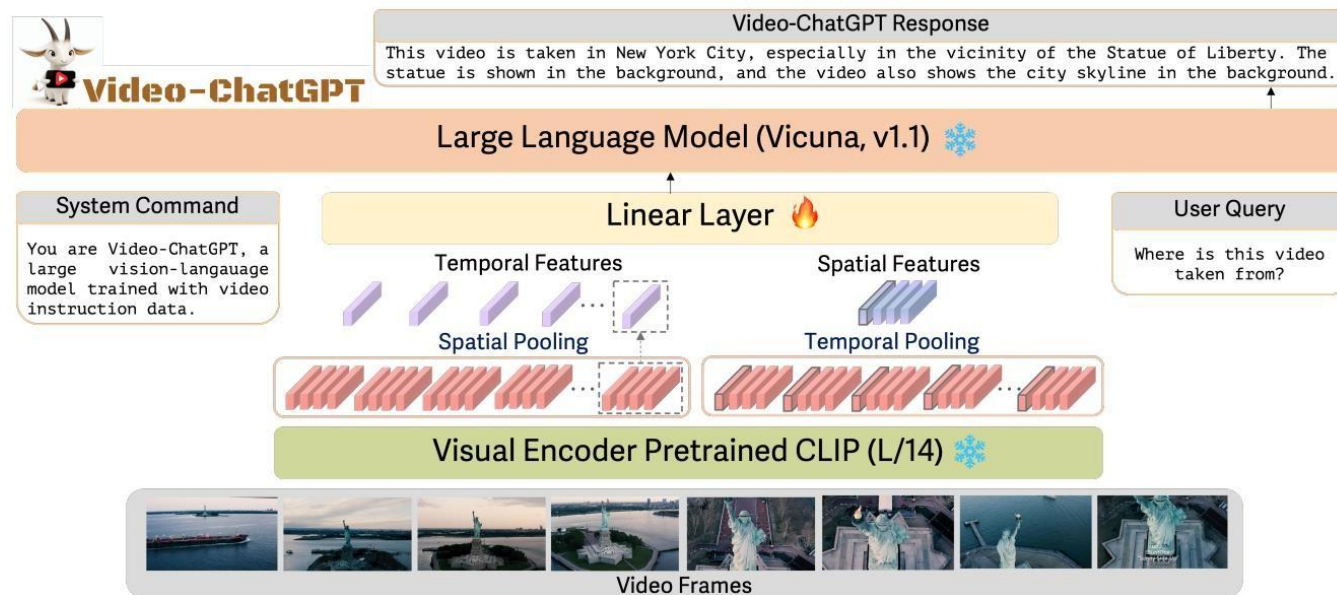 Video-ChatGPT
Video-ChatGPT Response
This video is taken in New York City, especially in the vicinity of the Statue of Liberty. The
statue is shown in the background, and the video also shows the city skyline in the background.
Large Language Model (Vicuna, v1.1)
System Command
You are Video-ChatGPT, a
large vision-langauage
model trained with video
instruction data.
Linear Layer
User Query
Where is this video
taken from?
Temporal Features
Spatial Features
Spatial Pooling
Temporal Pooling
Visual Encoder Pretrained CLIP (L/14)
Video Frames